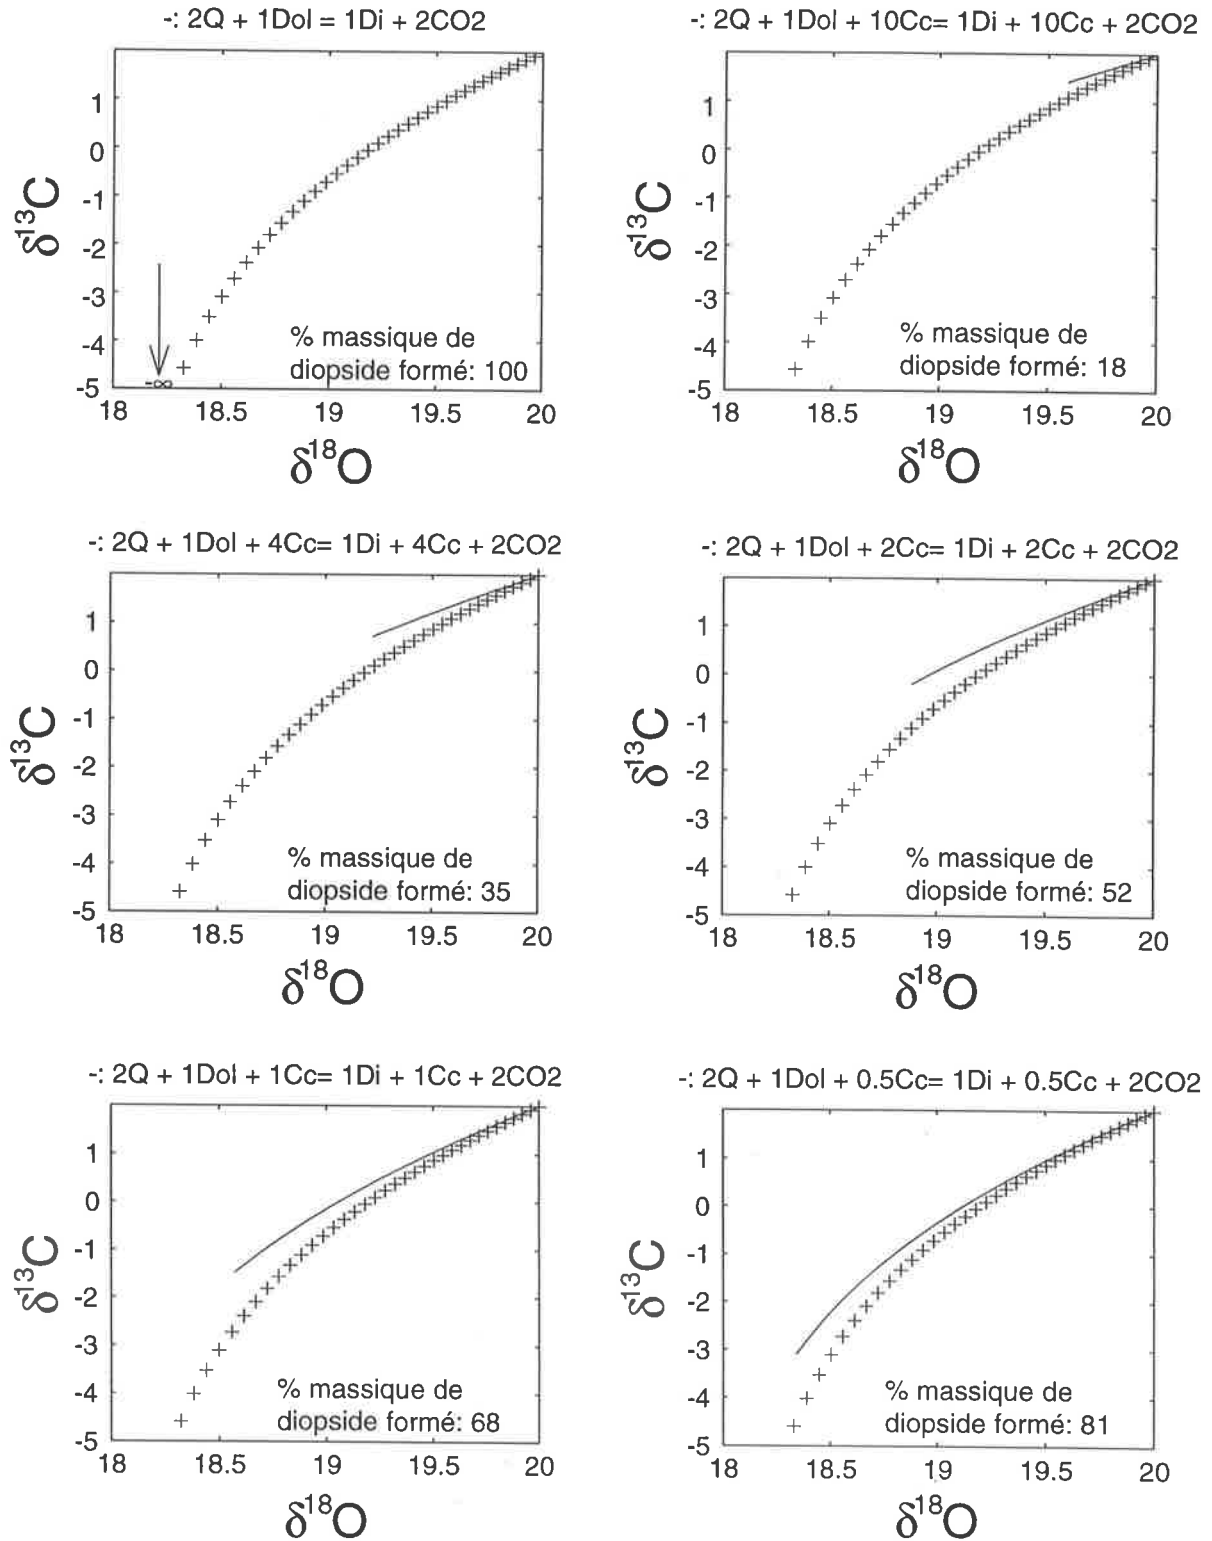 -: 2Q + 1Dol = 1Di + 2CO2
1
0
-1
-2
-3
-4
-5
δ13C
-∞
% massique de
diopside formé: 100
18 18.5 19 19.5 20
δ18O
-: 2Q + 1Dol + 10Cc= 1Di + 10Cc + 2CO2
1
0
-1
-2
-3
-4
-5
δ13C
% massique de
diopside formé: 18
18 18.5 19 19.5 20
δ18O
-: 2Q + 1Dol + 4Cc= 1Di + 4Cc + 2CO2
1
0
-1
-2
-3
-4
-5
δ13C
% massique de
diopside formé: 35
18 18.5 19 19.5 20
δ18O
-: 2Q + 1Dol + 2Cc= 1Di + 2Cc + 2CO2
1
0
-1
-2
-3
-4
-5
δ13C
% massique de
diopside formé: 52
18 18.5 19 19.5 20
δ18O
-: 2Q + 1Dol + 1Cc= 1Di + 1Cc + 2CO2
1
0
-1
-2
-3
-4
-5
δ13C
% massique de
diopside formé: 68
18 18.5 19 19.5 20
δ18O
-: 2Q + 1Dol + 0.5Cc= 1Di + 0.5Cc + 2CO2
1
0
-1
-2
-3
-4
-5
δ13C
% massique de
diopside formé: 81
18 18.5 19 19.5 20
δ18O